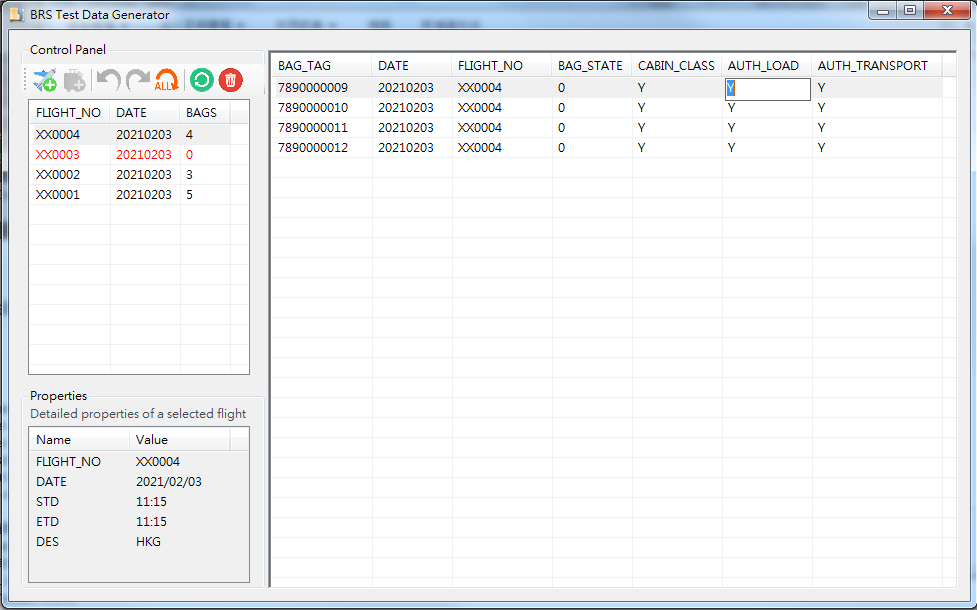 BRS Test Data Generator
Control Panel
ALL
FLIGHT_NO DATE BAGS
XX0004 20210203 4
XX0003 20210203 0
XX0002 20210203 3
XX0001 20210203 5
Properties
Detailed properties of a selected flight
Name Value
FLIGHT_NO XX0004
DATE 2021/02/03
STD 11:15
ETD 11:15
DES HKG
BAG_TAG DATE FLIGHT_NO BAG_STATE CABIN_CLASS AUTH_LOAD AUTH_TRANSPORT
7890000009 20210203 XX0004 0 Y Y Y
7890000010 20210203 XX0004 0 Y Y Y
7890000011 20210203 XX0004 0 Y Y Y
7890000012 20210203 XX0004 0 Y Y Y